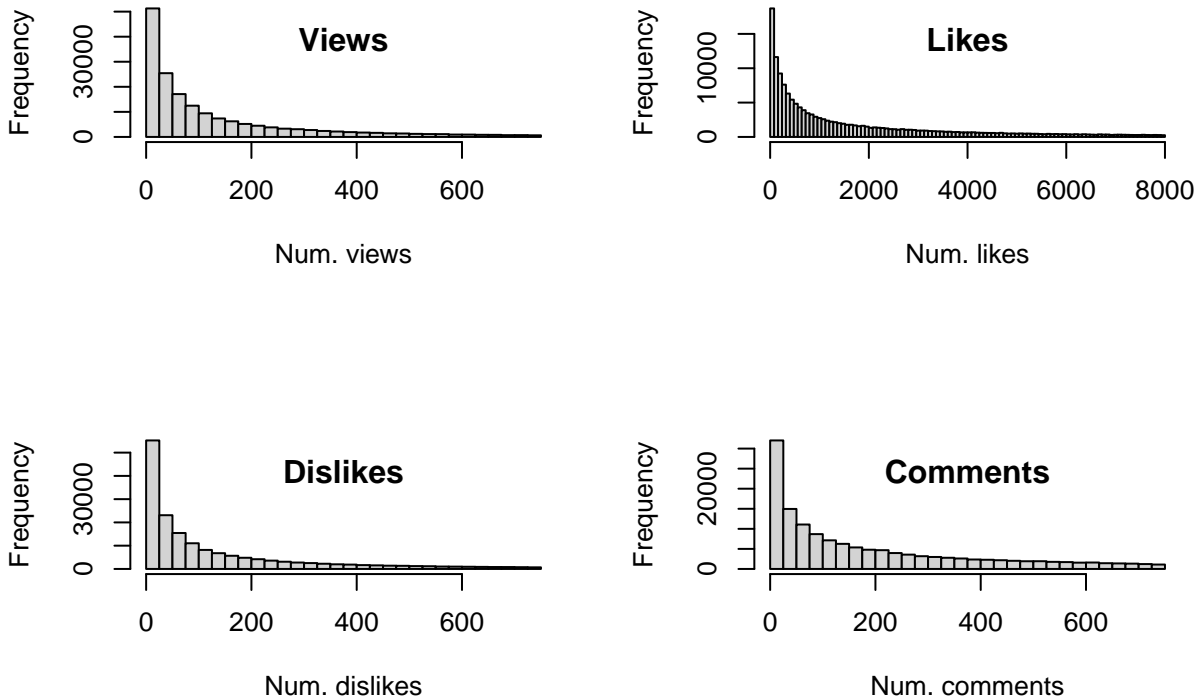 Views
Frequency
30000
0
0 200 400 600
Num. views
Likes
Frequency
10000
0
0 2000 4000 6000 8000
Num. likes
Dislikes
Frequency
30000
0
0 200 400 600
Num. dislikes
Comments
Frequency
20000
0
0 200 400 600
Num. comments